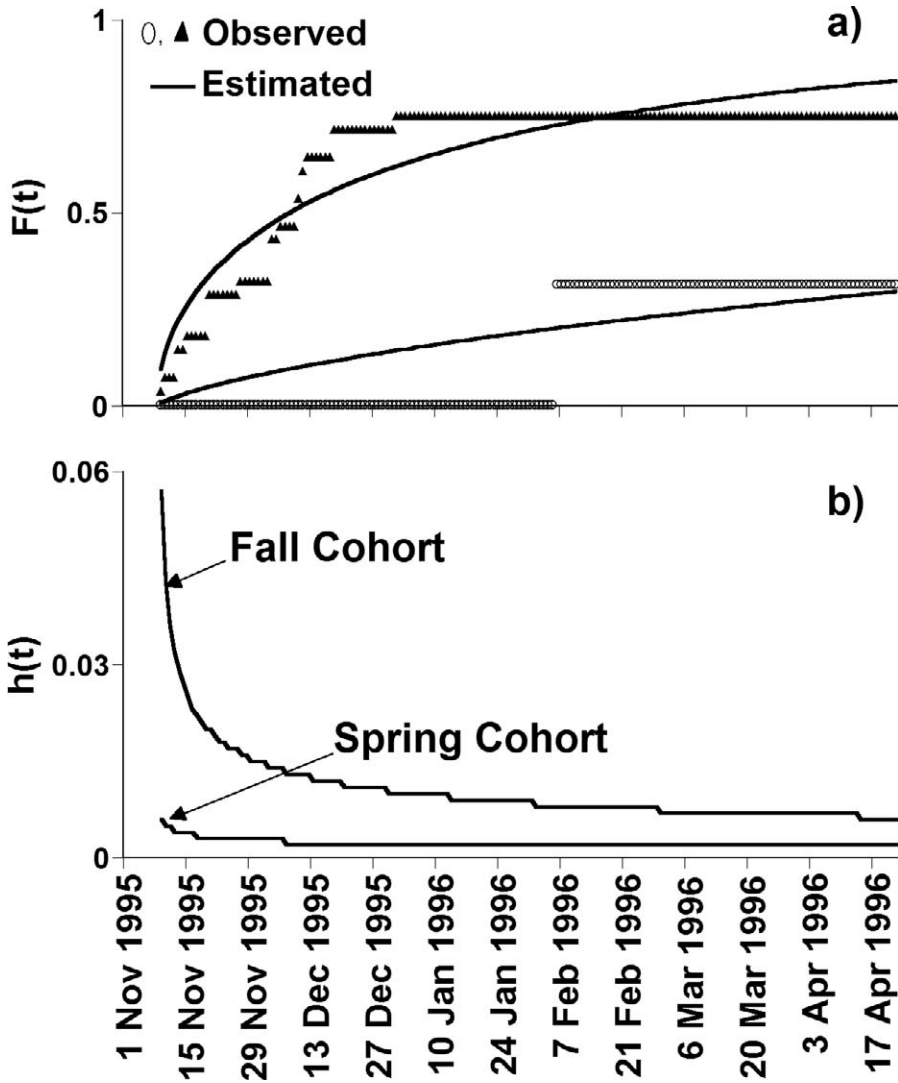 1
a)
0, ▲ Observed
— Estimated
F(t)
0.5
0
0.06
b)
Fall Cohort
h(t)
0.03
Spring Cohort
0
1 Nov 1995
15 Nov 1995
29 Nov 1995
13 Dec 1995
27 Dec 1995
10 Jan 1996
24 Jan 1996
7 Feb 1996
21 Feb 1996
6 Mar 1996
20 Mar 1996
3 Apr 1996
17 Apr 1996